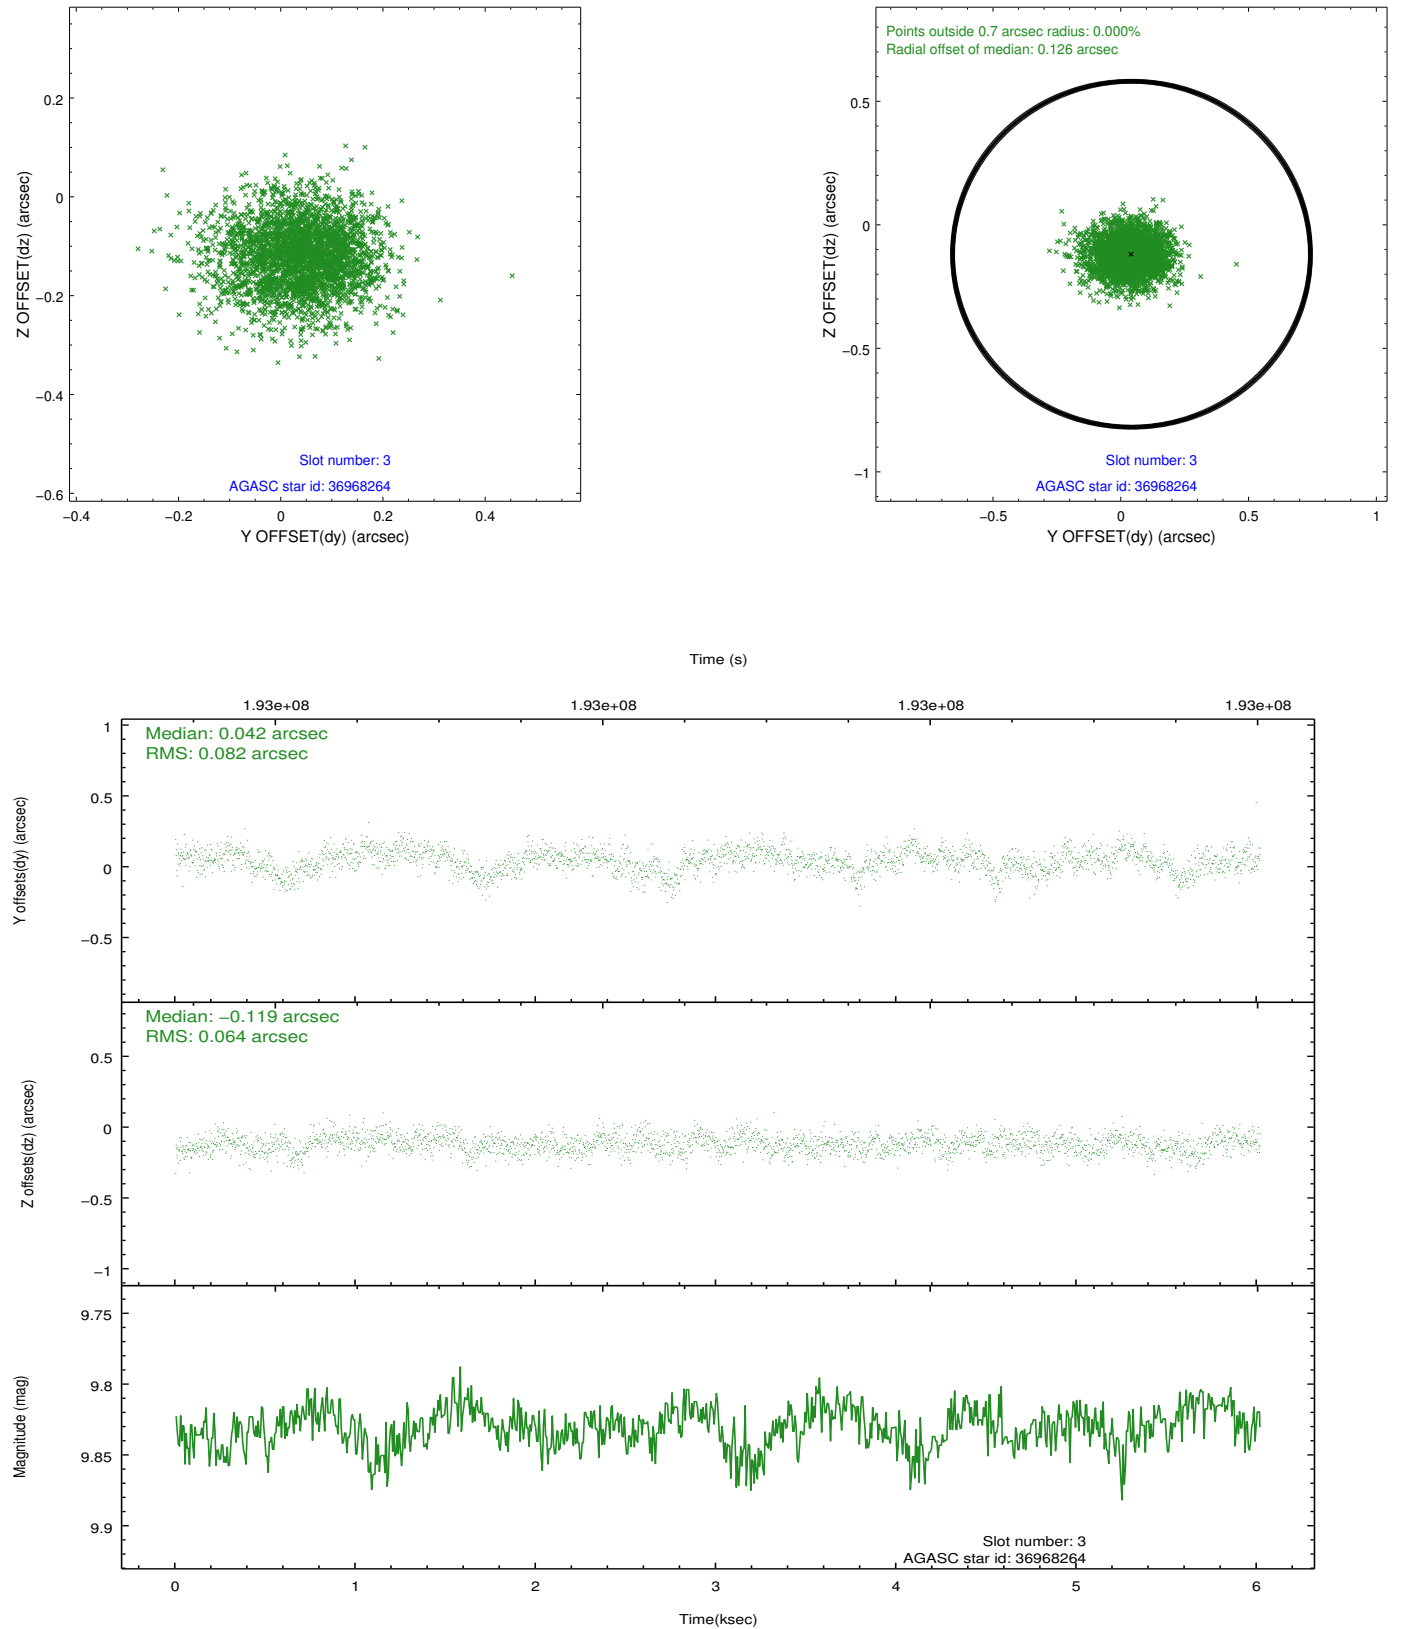 0.2
0
−0.2
−0.4
−0.6
Z OFFSET(dz) (arcsec)
Slot number: 3
AGASC star id: 36968264
−0.4 −0.2 0 0.2 0.4
Y OFFSET(dy) (arcsec)
Points outside 0.7 arcsec radius: 0.000%
Radial offset of median: 0.126 arcsec
0.5
0
−0.5
−1
Z OFFSET(dz) (arcsec)
Slot number: 3
AGASC star id: 36968264
−0.5 0 0.5 1
Y OFFSET(dy) (arcsec)
Time (s)
1.93e+08 1.93e+08 1.93e+08 1.93e+08
Median: 0.042 arcsec
RMS: 0.082 arcsec
1
0.5
0
−0.5
Y offsets(dy) (arcsec)
Median: −0.119 arcsec
RMS: 0.064 arcsec
0.5
0
−0.5
−1
Z offsets(dz) (arcsec)
9.75
9.8
9.85
9.9
Magnitude (mag)
Slot number: 3
AGASC star id: 36968264
0 1 2 3 4 5 6
Time(ksec)